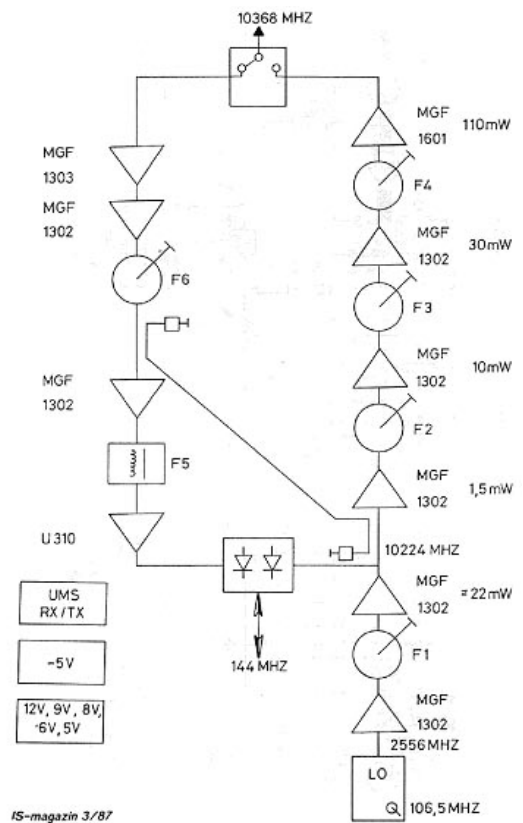 10368 MHZ
MGF
1303
MGF
1302
F6
MGF
1302
F5
U310
144 MHZ
MGF
1601
110mW
F4
MGF
1302
30mW
F3
MGF
1302
10mW
F2
MGF
1302
1,5mW
10224 MHZ
MGF
1302
≈22mW
F1
MGF
1302
2556 MHZ
LO
106,5 MHZ
UMS
RX/TX
-5V
12V, 9V, 8V,
-6V, 5V
IS-magazin 3/87